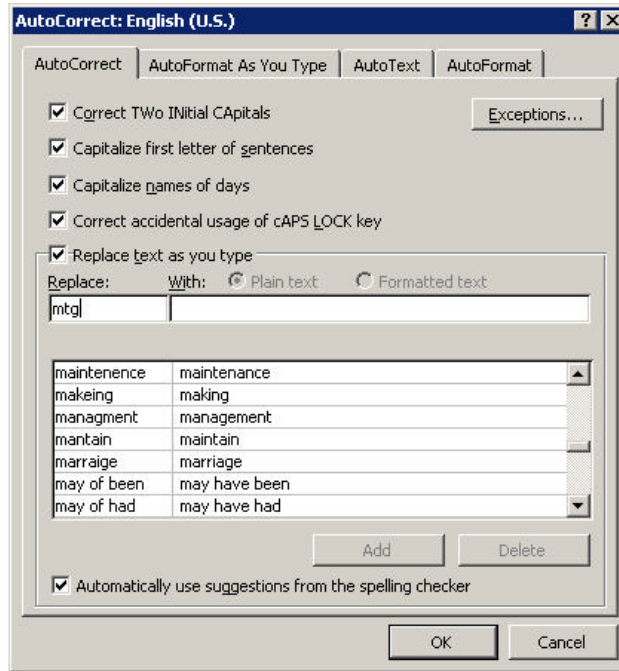 AutoCorrect: English (U.S.)
AutoCorrect AutoFormat As You Type AutoText AutoFormat
Correct TWo INitial CApitals Exceptions...
Capitalize first letter of sentences
Capitalize names of days
Correct accidental usage of cAPS LOCK key
Replace text as you type
Replace: With: Plain text Formatted text
mtg
maintenence maintenance
makeing making
managment management
mantain maintain
marraige marriage
may of been may have been
may of had may have had
Add Delete
Automatically use suggestions from the spelling checker
OK Cancel